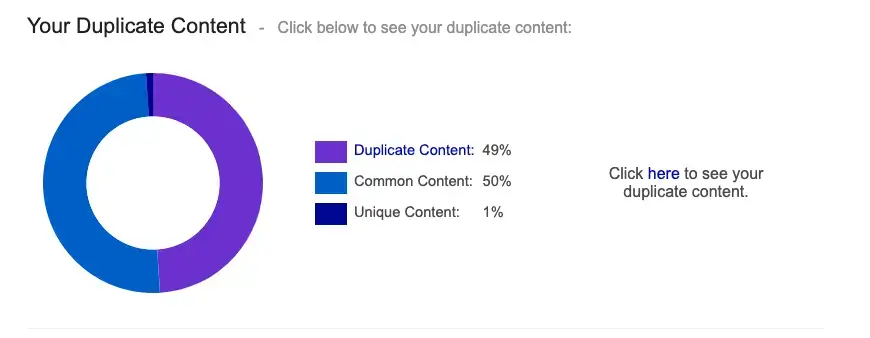 Your Duplicate Content - Click below to see your duplicate content:
Duplicate Content: 49%
Common Content: 50%
Unique Content: 1%
Click here to see your
duplicate content.